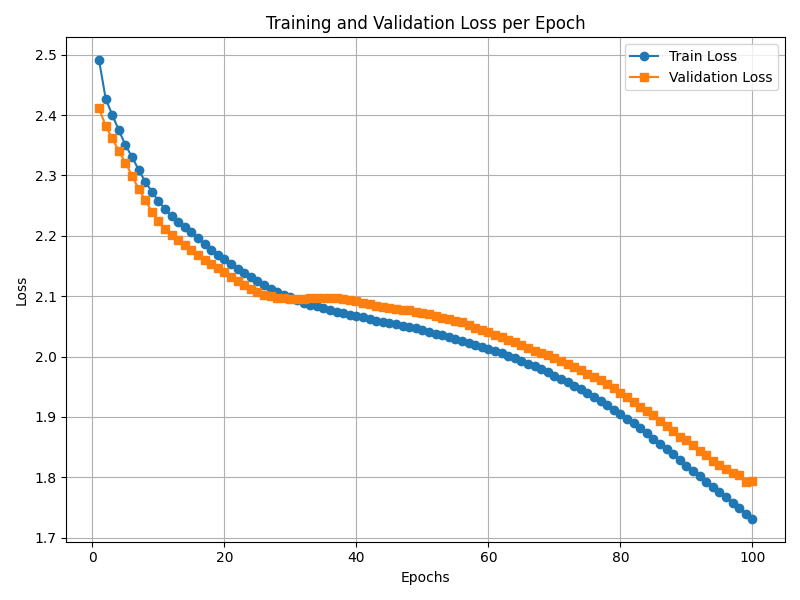 Training and Validation Loss per Epoch
Train Loss
Validation Loss
2.5
2.4
2.3
2.2
2.1
2.0
1.9
1.8
1.7
Loss
0 20 40 60 80 100
Epochs